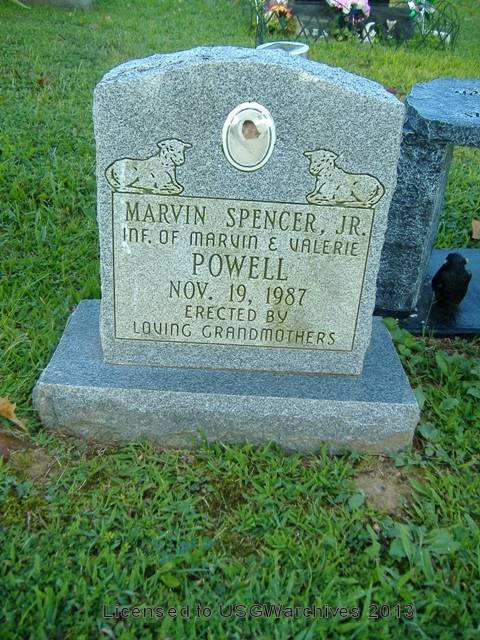 MARVIN SPENCER, JR.
INF. OF MARVIN & VALERIE
POWELL
NOV. 19, 1987
ERECTED BY
LOVING GRANDMOTHERS
Licensed to USGWarchives 2013